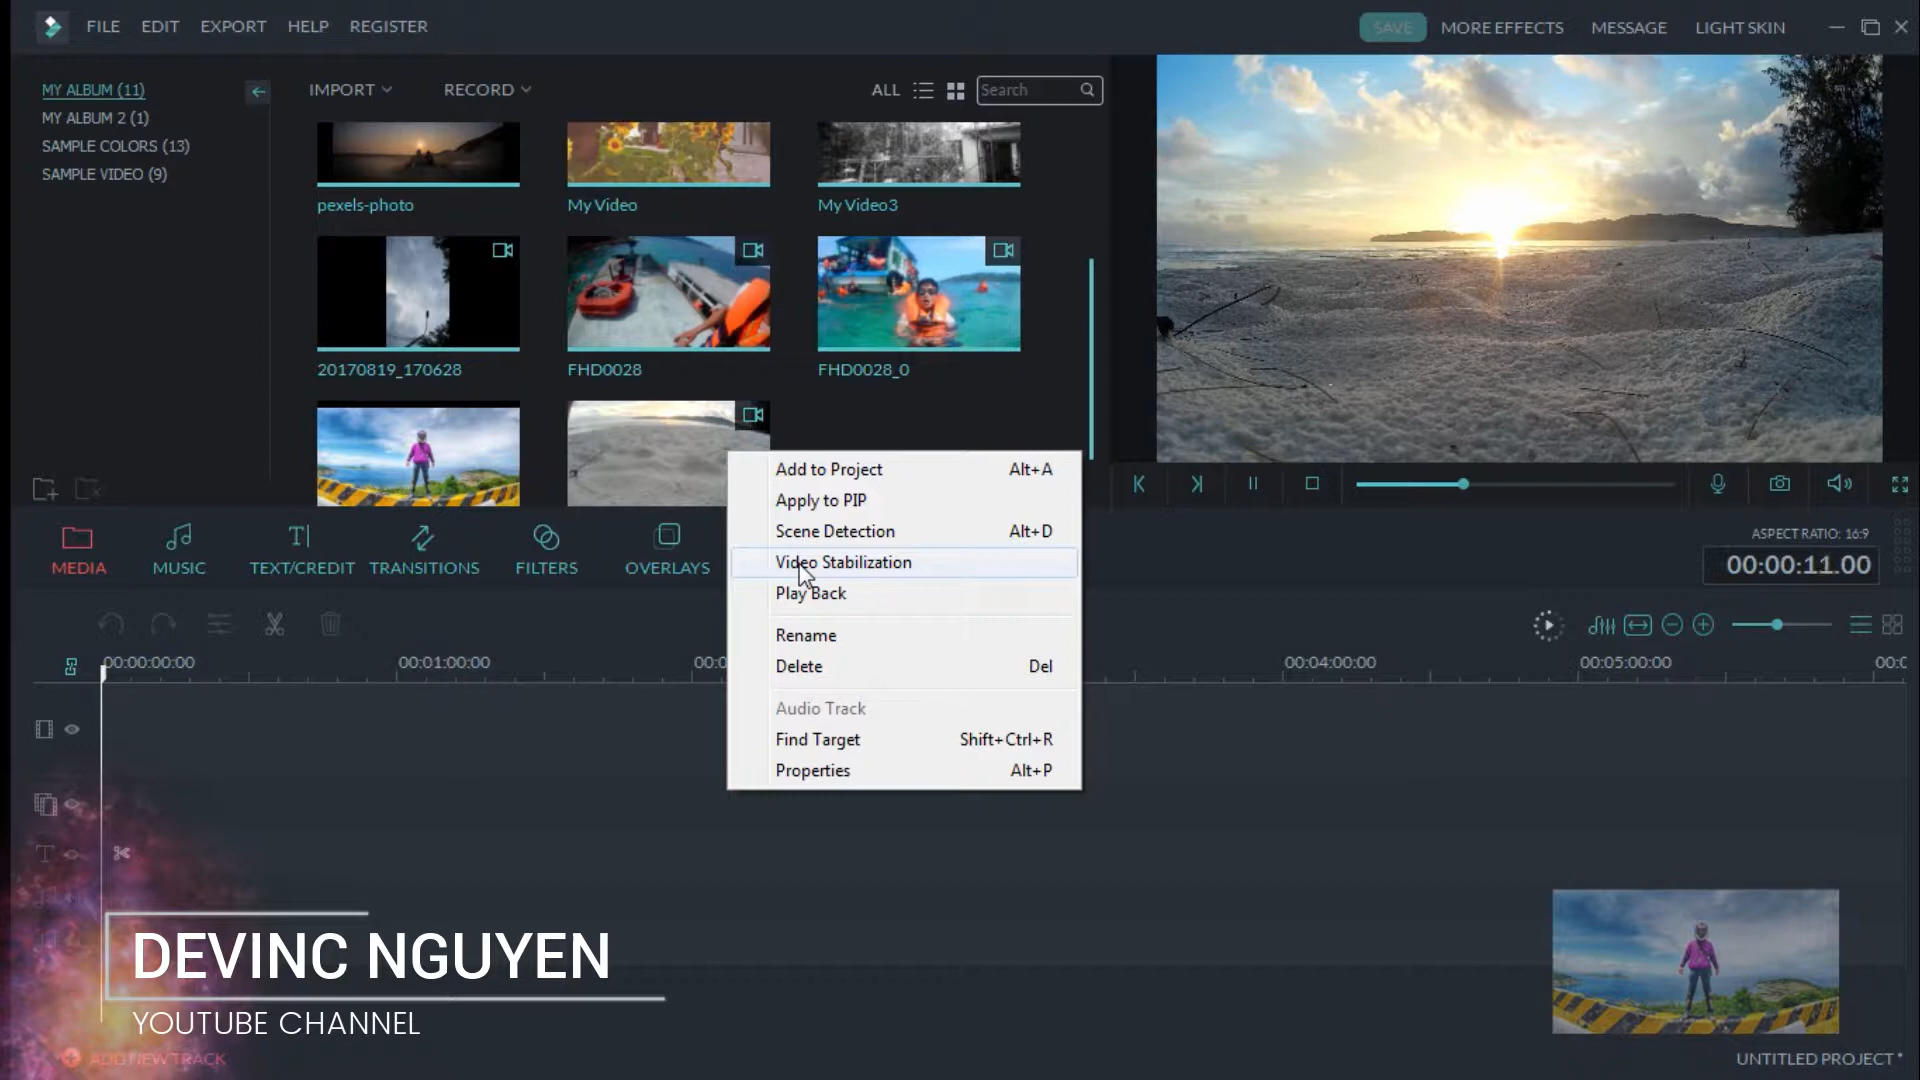 FILE EDIT EXPORT HELP REGISTER
SAVE MORE EFFECTS MESSAGE LIGHT SKIN
MY ALBUM (11)
MY ALBUM 2 (1)
SAMPLE COLORS (13)
SAMPLE VIDEO (9)
IMPORT RECORD ALL Search
pexels-photo My Video My Video3
20170819_170628 FHD0028 FHD0028_0
Add to Project Alt+A
Apply to PIP
Scene Detection Alt+D
Video Stabilization
Play Back
Rename
Delete Del
Audio Track
Find Target Shift+Ctrl+R
Properties Alt+P
MEDIA MUSIC TEXT/CREDIT TRANSITIONS FILTERS OVERLAYS
ASPECT RATIO: 16:9
00:00:11.00
00:00:00:00 00:01:00:00 00:04:00:00 00:05:00:00
DEVINC NGUYEN
YOUTUBE CHANNEL
ADD NEW TRACK
UNTITLED PROJECT *